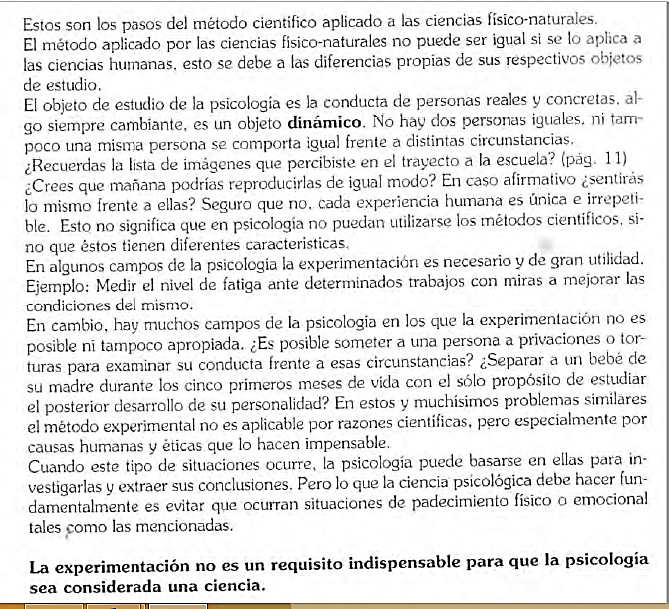 Estos son los pasos del método científico aplicado a las ciencias físico-naturales.
El método aplicado por las ciencias físico-naturales no puede ser igual si se lo aplica a
las ciencias humanas, esto se debe a las diferencias propias de sus respectivos objetos
de estudio.
El objeto de estudio de la psicología es la conducta de personas reales y concretas, al-
go siempre cambiante, es un objeto dinámico. No hay dos personas iguales, ni tam-
poco una misma persona se comporta igual frente a distintas circunstancias.
¿Recuerdas la lista de imágenes que percibiste en el trayecto a la escuela? (pág. 11)
¿Crees que mañana podrías reproducirlas de igual modo? En caso afirmativo ¿sentirás
lo mismo frente a ellas? Seguro que no, cada experiencia humana es única e irrepeti-
ble. Esto no significa que en psicología no puedan utilizarse los métodos científicos, si-
no que éstos tienen diferentes características.
En algunos campos de la psicología la experimentación es necesario y de gran utilidad.
Ejemplo: Medir el nivel de fatiga ante determinados trabajos con miras a mejorar las
condiciones del mismo.
En cambio, hay muchos campos de la psicología en los que la experimentación no es
posible ni tampoco apropiada. ¿Es posible someter a una persona a privaciones o tor-
turas para examinar su conducta frente a esas circunstancias? ¿Separar a un bebé de
su madre durante los cinco primeros meses de vida con el sólo propósito de estudiar
el posterior desarrollo de su personalidad? En estos y muchísimos problemas similares
el método experimental no es aplicable por razones científicas, pero especialmente por
causas humanas y éticas que lo hacen impensable.
Cuando este tipo de situaciones ocurre, la psicología puede basarse en ellas para in-
vestigarlas y extraer sus conclusiones. Pero lo que la ciencia psicológica debe hacer fun-
damentalmente es evitar que ocurran situaciones de padecimiento físico o emocional
tales como las mencionadas.
La experimentación no es un requisito indispensable para que la psicología
sea considerada una ciencia.